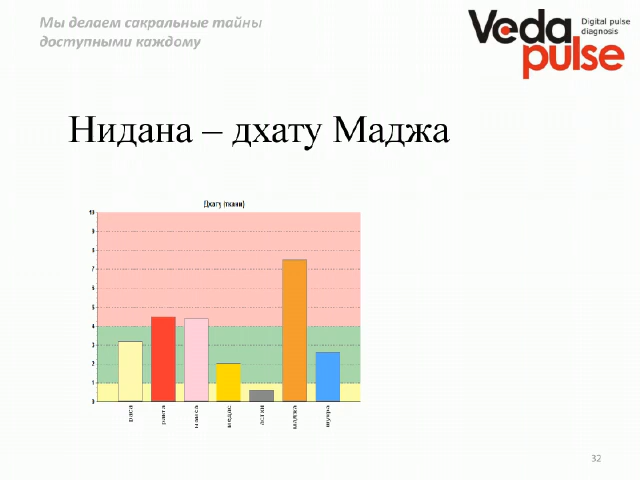 Мы делаем сакральные тайны
доступными каждому
Veda
pulse
Digital pulse
diagnosis
Нидана – дхату Маджа
Дхату (ткани)
10
9
8
7
6
5
4
3
2
1
0
раса
ракта
мамса
медас
астхи
маджа
шукра
32